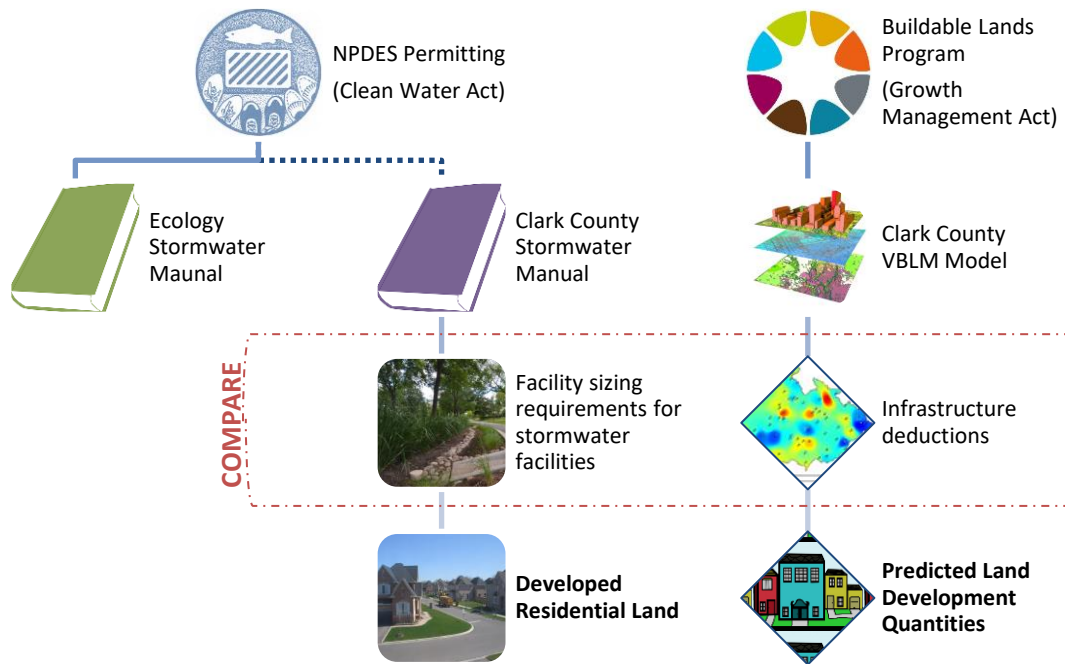 NPDES Permitting
(Clean Water Act)
Buildable Lands
Program
(Growth
Management Act)
Ecology
Stormwater
Maunal
Clark County
Stormwater
Manual
Clark County
VBLM Model
COMPARE
Facility sizing
requirements for
stormwater
facilities
Infrastructure
deductions
Developed
Residential Land
Predicted Land
Development
Quantities